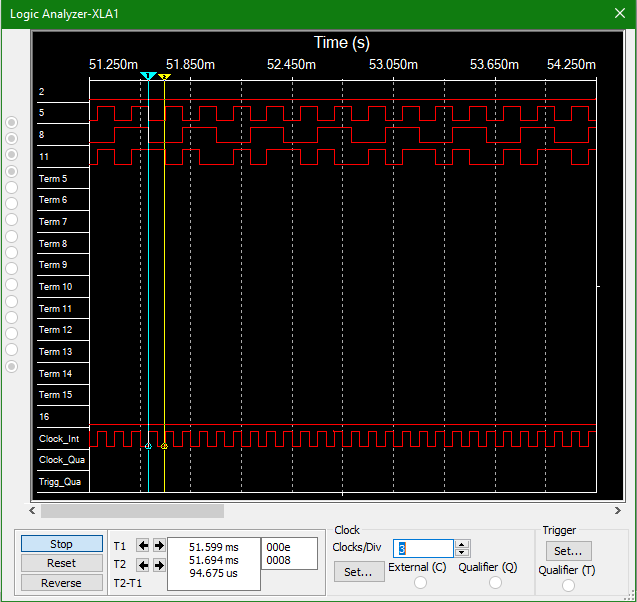 Logic Analyzer-XLA1
Time (s)
51.250m 51.850m 52.450m 53.050m 53.650m 54.250m
1 2
2
5
8
11
Term 5
Term 6
Term 7
Term 8
Term 9
Term 10
Term 11
Term 12
Term 13
Term 14
Term 15
16
Clock_Int
Clock_Qua
Trigg_Qua
Stop
Reset
Reverse
T1 51.599 ms 000e
T2 51.694 ms 0008
T2-T1 94.675 us
Clock
Clocks/Div 3
Set... External (C) Qualifier (Q)
Trigger
Set...
Qualifier (T)